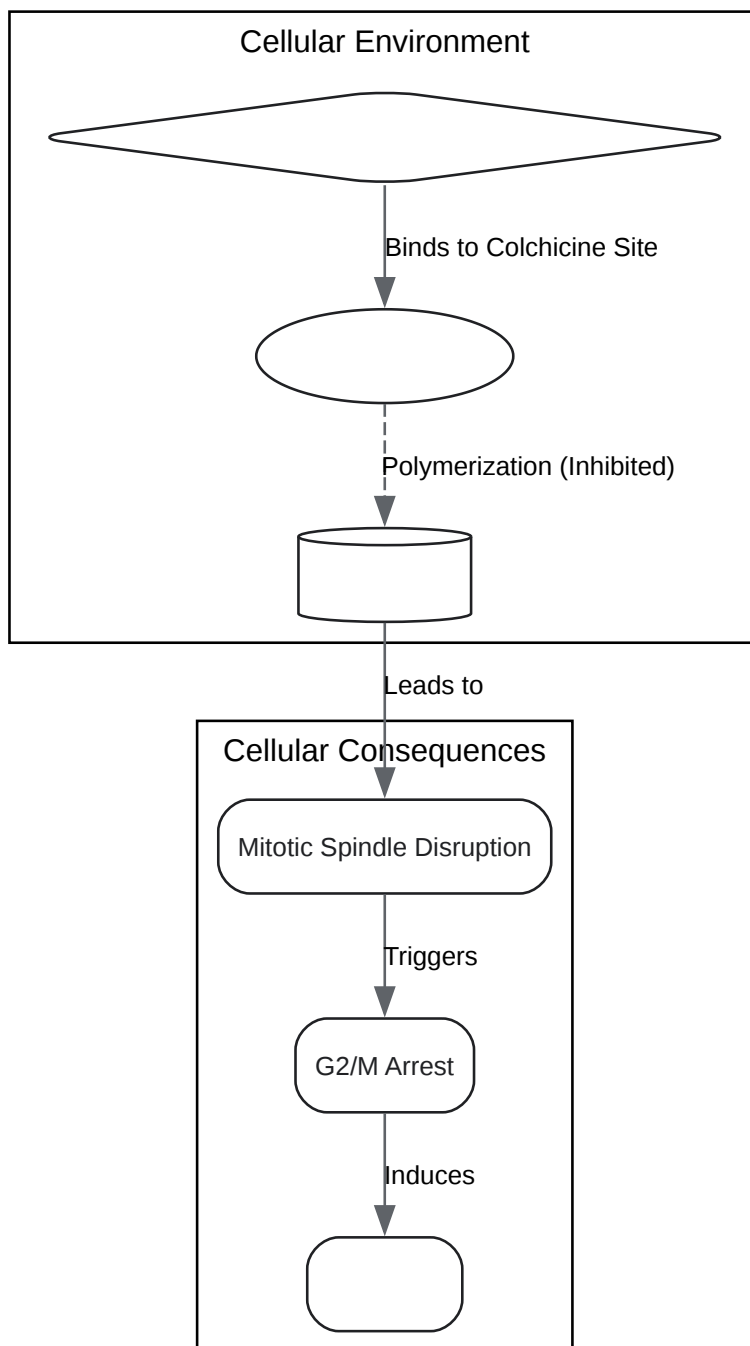 Cellular Environment
Binds to Colchicine Site
Polymerization (Inhibited)
Leads to
Cellular Consequences
Mitotic Spindle Disruption
Triggers
G2/M Arrest
Induces